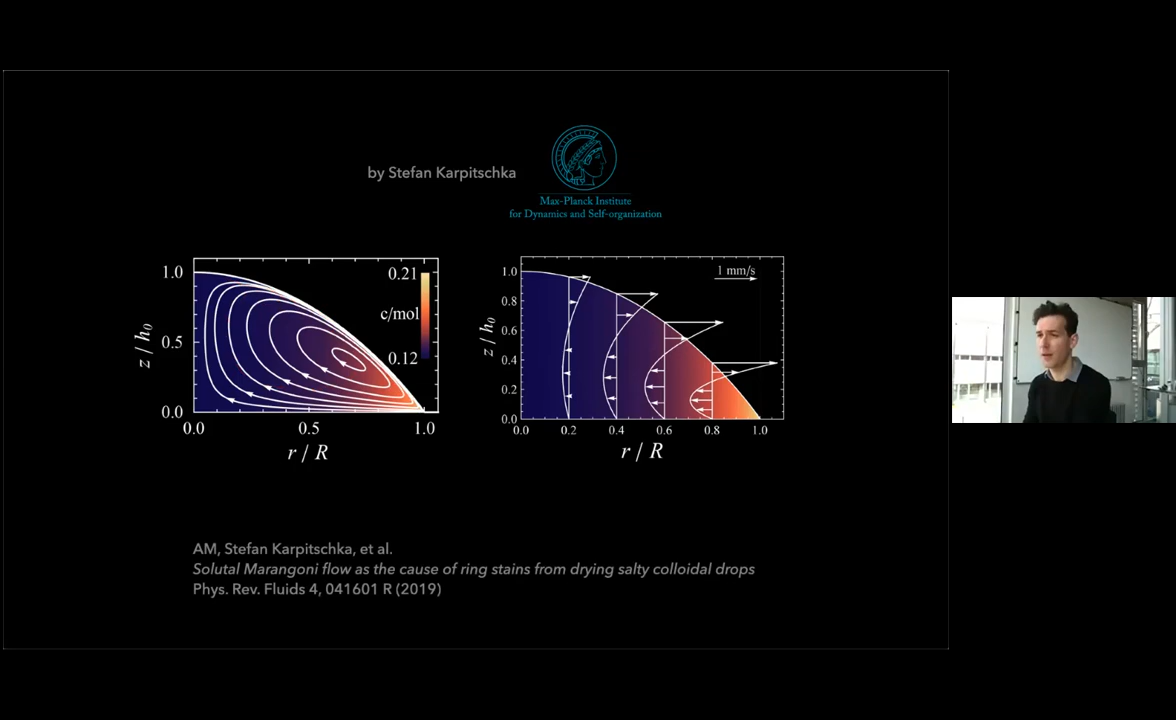 by Stefan Karpitschka
Max-Planck Institute
for Dynamics and Self-organization
1.0
0.5
0.0
z / h0
0.21
c/mol
0.12
0.0 0.5 1.0
r / R
1.0
0.8
0.6
0.4
0.2
0.0
z / h0
1 mm/s
0.0 0.2 0.4 0.6 0.8 1.0
r / R
AM, Stefan Karpitschka, et al.
Solutal Marangoni flow as the cause of ring stains from drying salty colloidal drops
Phys. Rev. Fluids 4, 041601 R (2019)